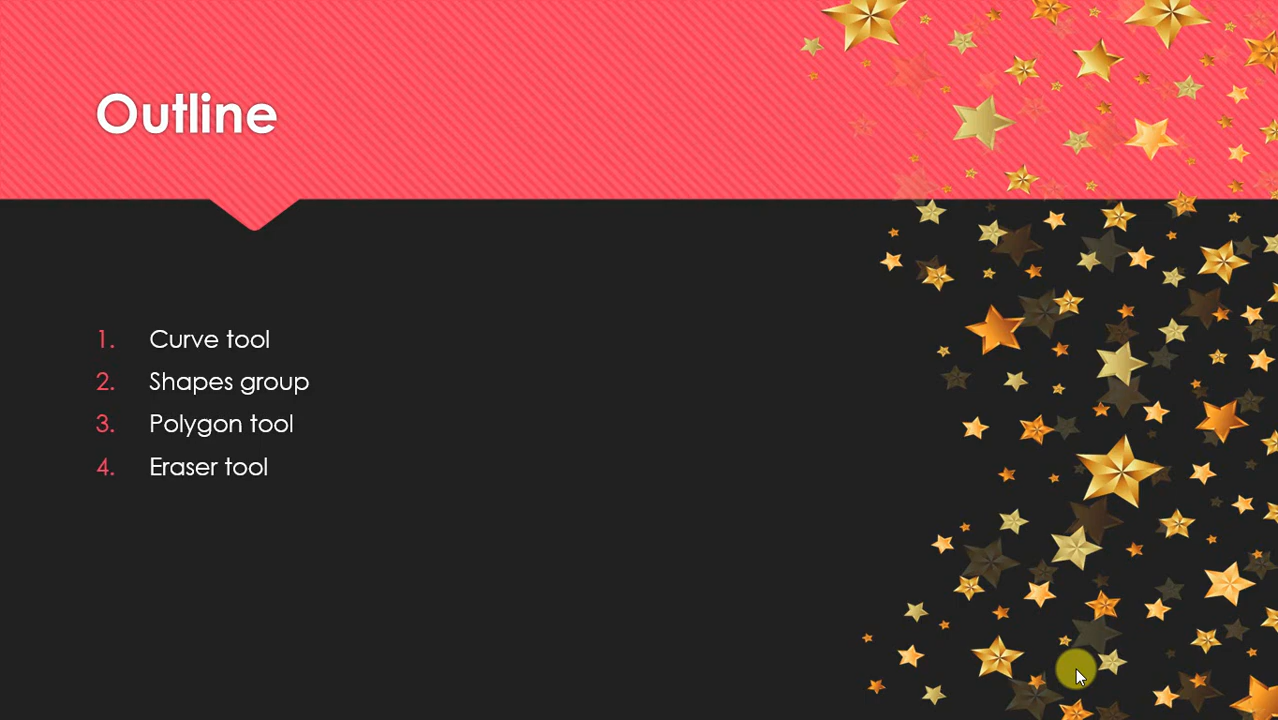 Outline
1. Curve tool
2. Shapes group
3. Polygon tool
4. Eraser tool